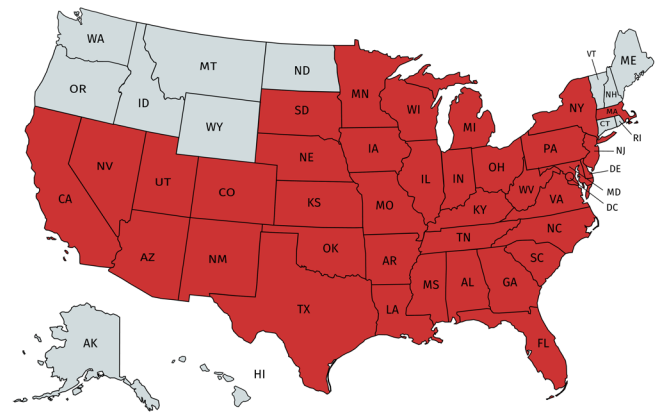 WA
MT
ND
OR
ID
WY
SD
MN
WI
MI
NY
VT
NH
ME
MA
CT
RI
NJ
PA
DE
MD
DC
NV
UT
CO
NE
IA
IL
IN
OH
WV
VA
CA
KS
MO
KY
AZ
NM
OK
AR
TN
NC
SC
TX
LA
MS
AL
GA
FL
AK
HI